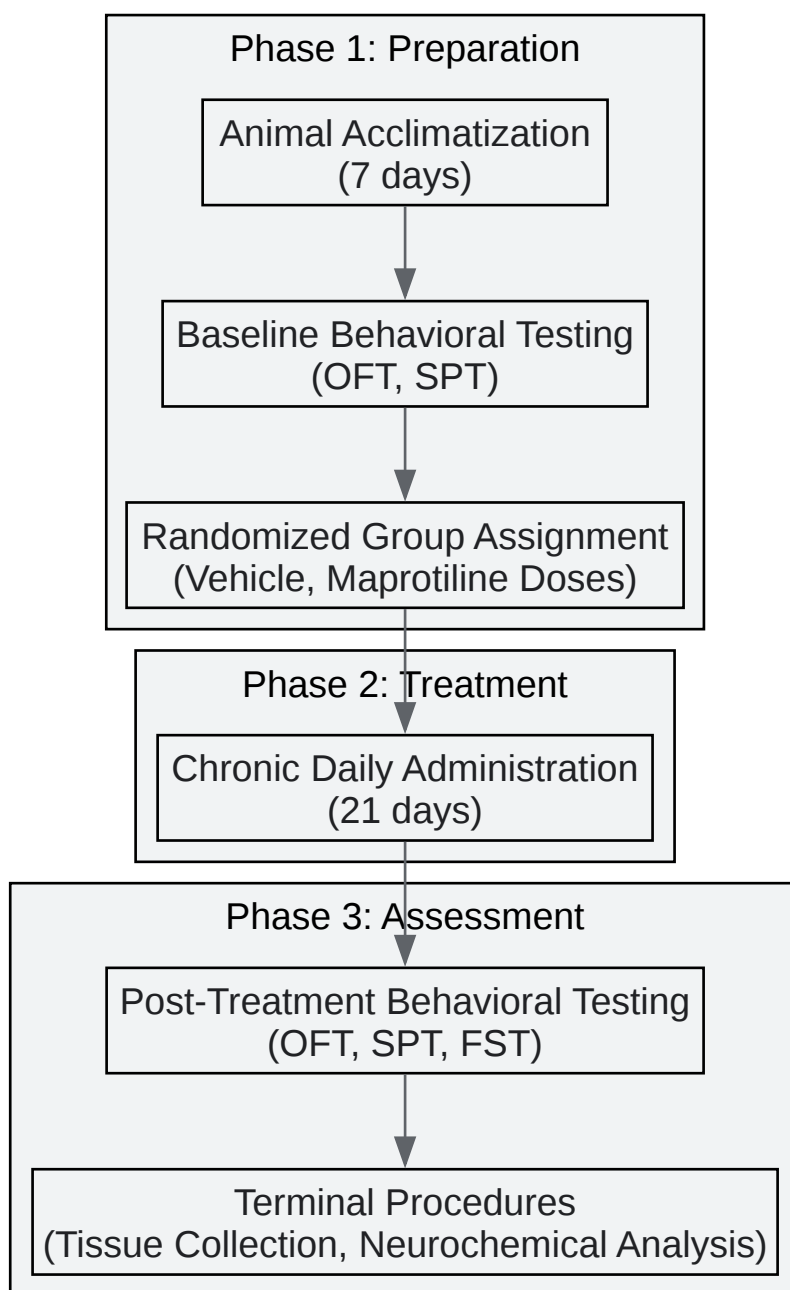 Phase 1: Preparation
Animal Acclimatization
(7 days)
Baseline Behavioral Testing
(OFT, SPT)
Randomized Group Assignment
(Vehicle, Maprotiline Doses)
Phase 2: Treatment
Chronic Daily Administration
(21 days)
Phase 3: Assessment
Post-Treatment Behavioral Testing
(OFT, SPT, FST)
Terminal Procedures
(Tissue Collection, Neurochemical Analysis)